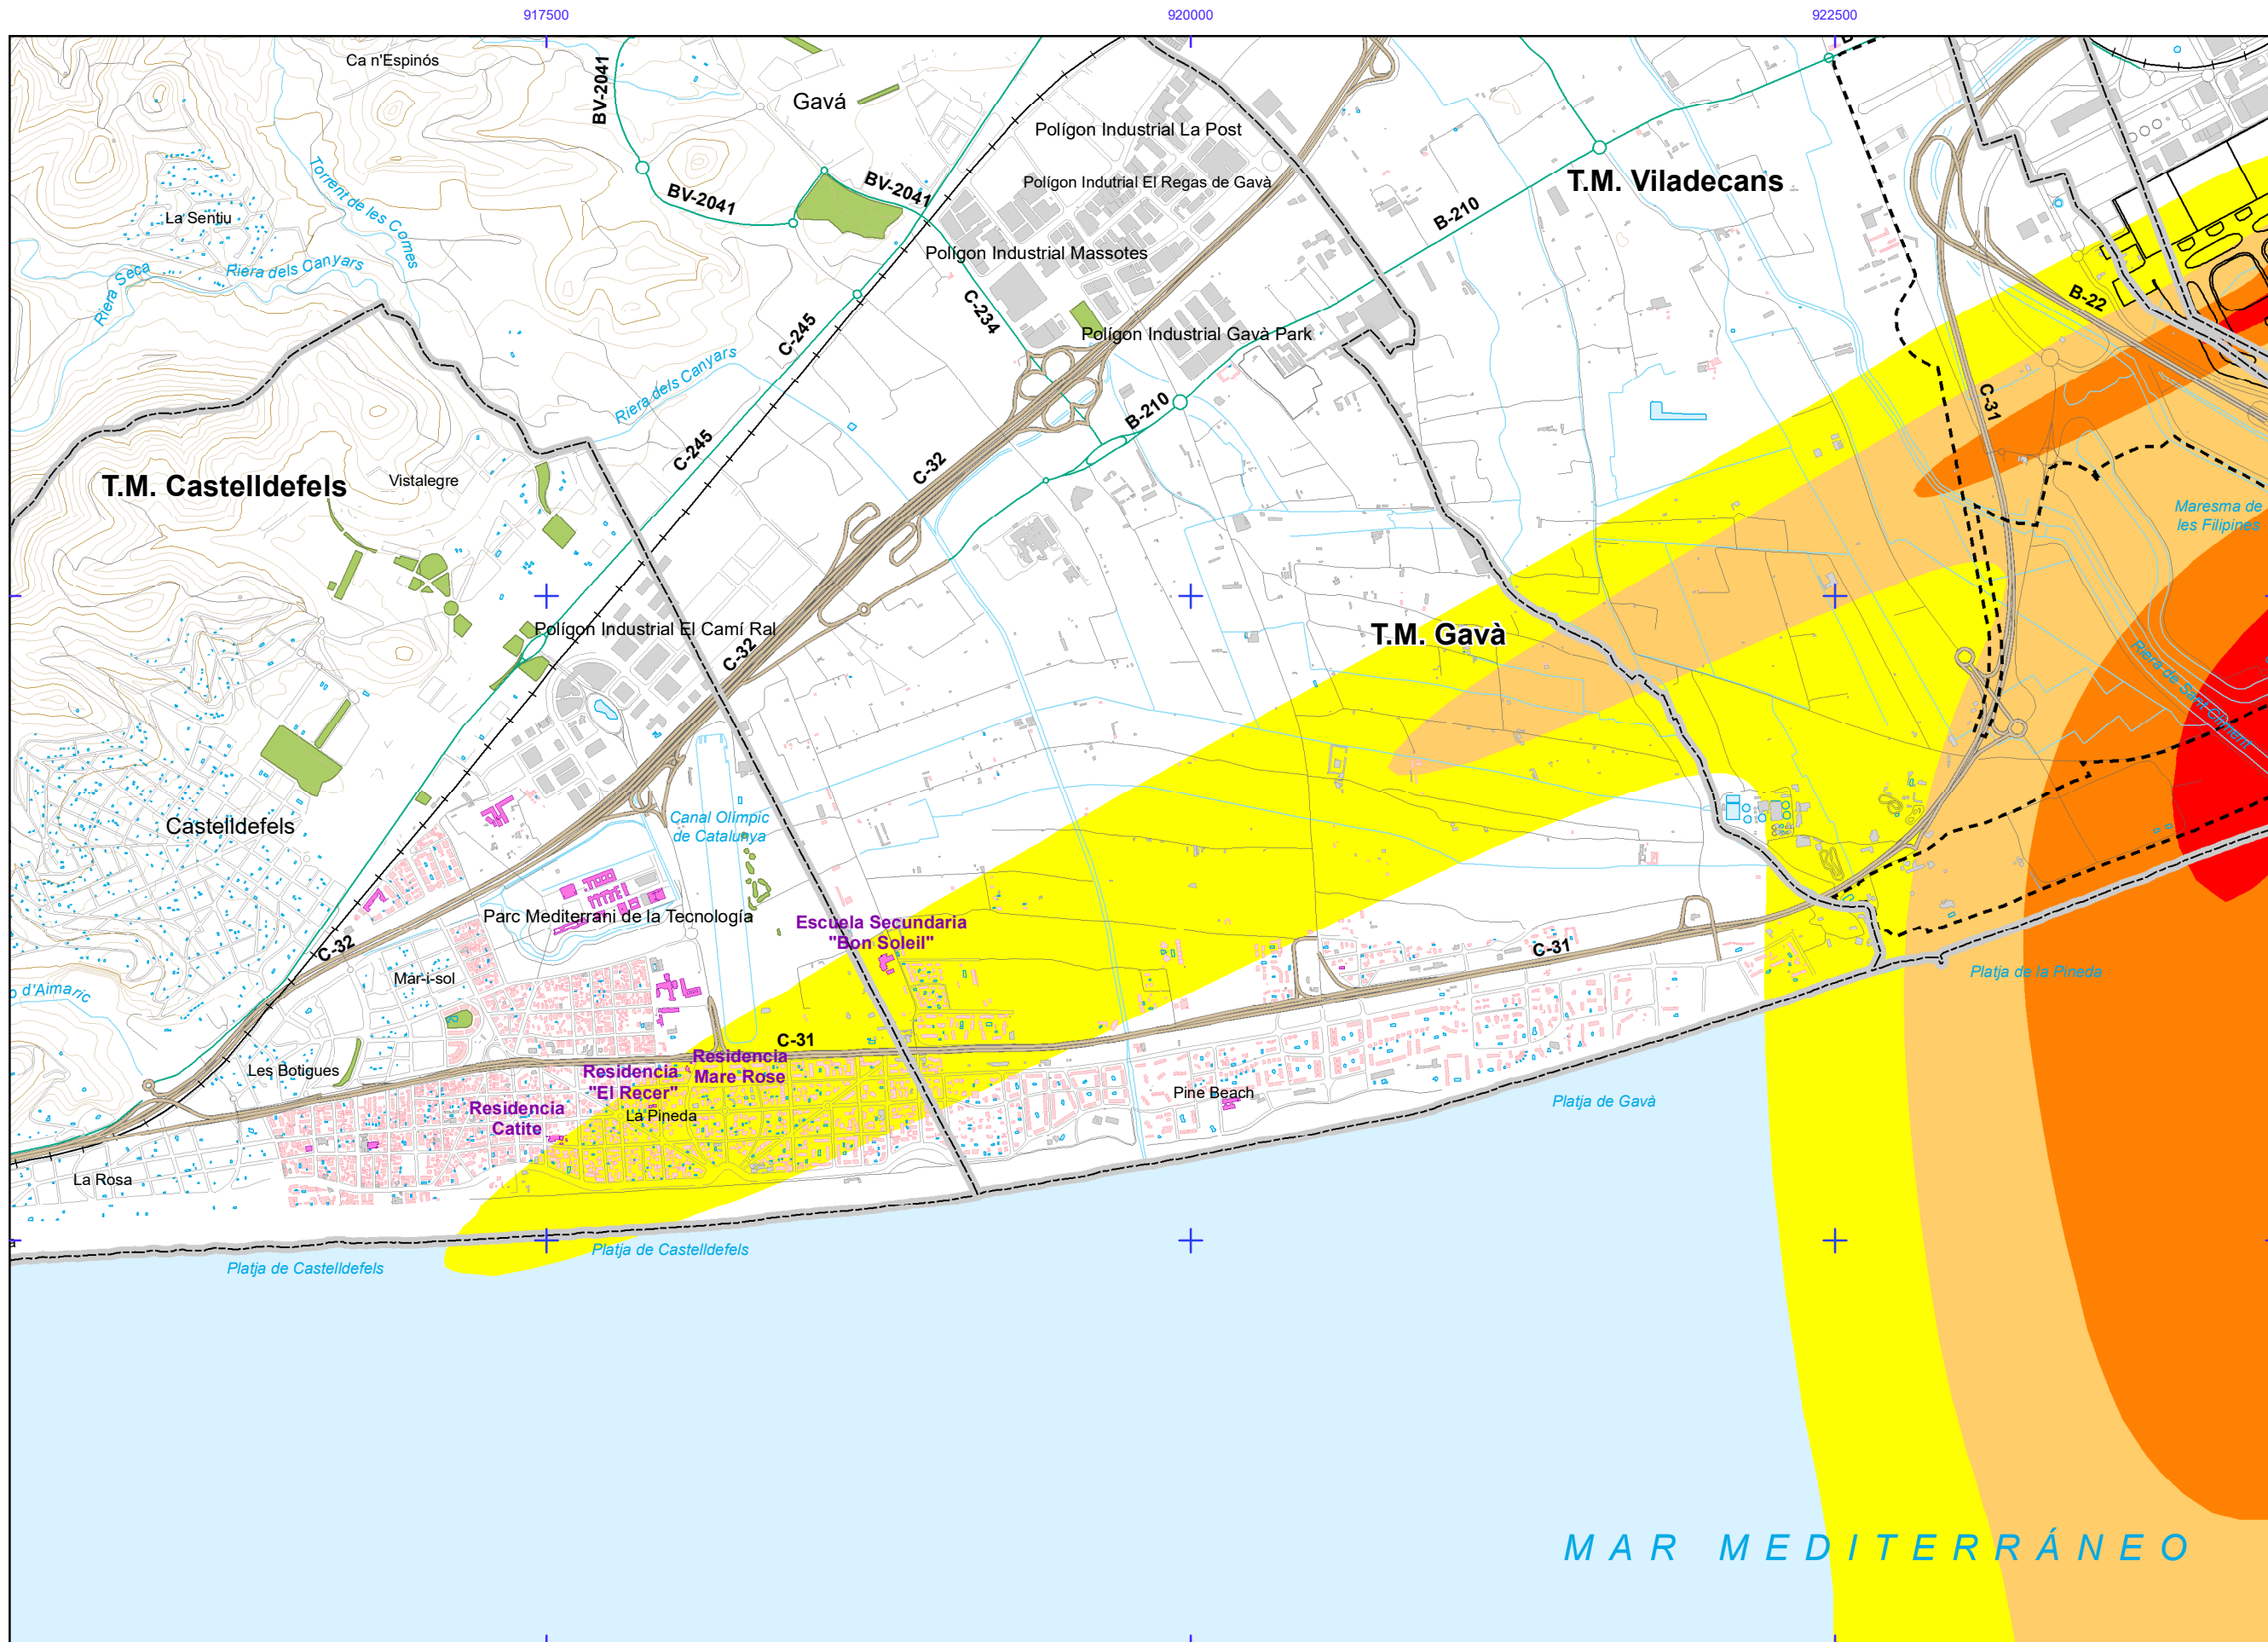 917500
920000
922500
Ca n'Espinós
BV-2041
Gavá
Polígon Industrial La Post
Polígon Indutrial El Regas de Gavà
T.M. Viladecans
BV-2041
BV-2041
B-210
La Sentiu
Torrent de les Comes
Riera Seca
Riera dels Canyars
Polígon Industrial Massotes
C-234
C-245
Polígon Industrial Gavà Park
B-22
Riera dels Canyars
B-210
C-31
C-245
C-32
T.M. Castelldefels
Vistalegre
Maresma de
les Filipines
Polígon Industrial El Camí Ral
C-32
T.M. Gavà
Riera de Sant Climent
Castelldefels
Canal Olímpic
de Catalunya
Parc Mediterrani de la Tecnología
Escuela Secundaria
"Bon Soleil"
C-32
Mar-i-sol
C-31
Platja de la Pineda
o d'Aimaric
C-31
Les Botigues
Residencia
Mare Rose
Residencia
"El Recer"
Residencia
Catite
La Pineda
Pine Beach
Platja de Gavà
La Rosa
a
Platja de Castelldefels
Platja de Castelldefels
MAR MEDITERRÁNEO